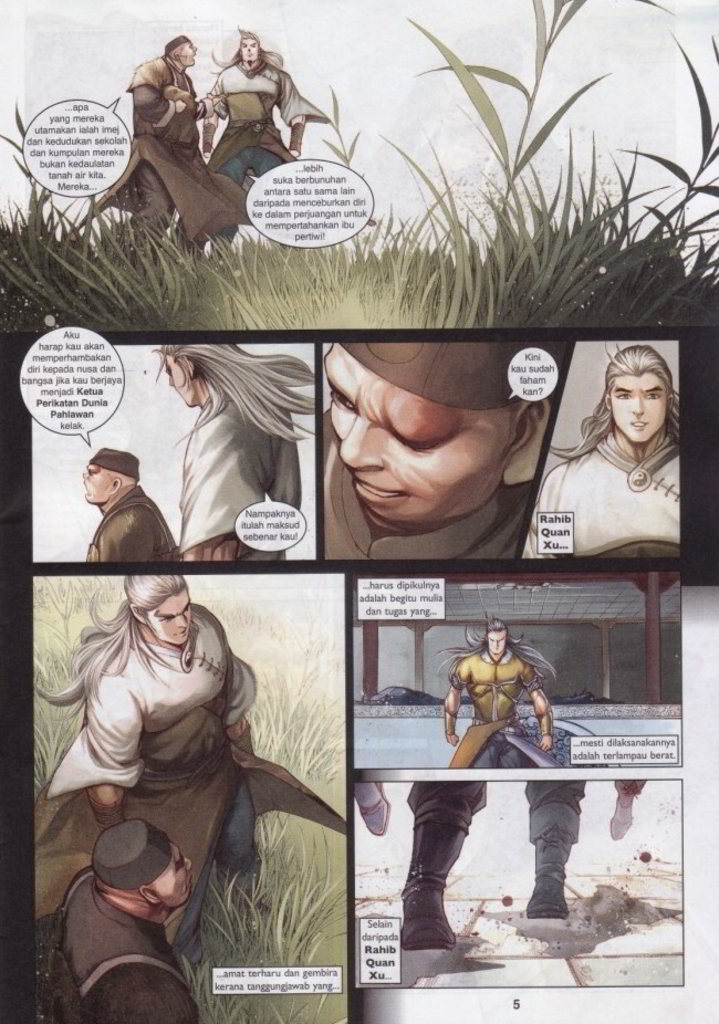 ...apa
yang mereka
utamakan ialah imej
dan kedudukan sekolah
dan kumpulan mereka
bukan kedaulatan
tanah air kita.
Mereka...
...lebih
suka berbunuhan
antara satu sama lain
daripada menceburkan diri
ke dalam perjuangan untuk
mempertahankan ibu
pertiwi!
Aku
harap kau akan
memperhambakan
diri kepada nusa dan
bangsa jika kau berjaya
menjadi Ketua
Perikatan Dunia
Pahlawan
kelak.
Nampaknya
itulah maksud
sebenar kau!
Kini
kau sudah
faham
kan?
Rahib
Quan
Xu...
...amat terharu dan gembira
kerana tanggungjawab yang...
...harus dipikulnya
adalah begitu mulia
dan tugas yang...
...mesti dilaksanakannya
adalah terlampau berat.
Selain
daripada
Rahib
Quan
Xu...
5